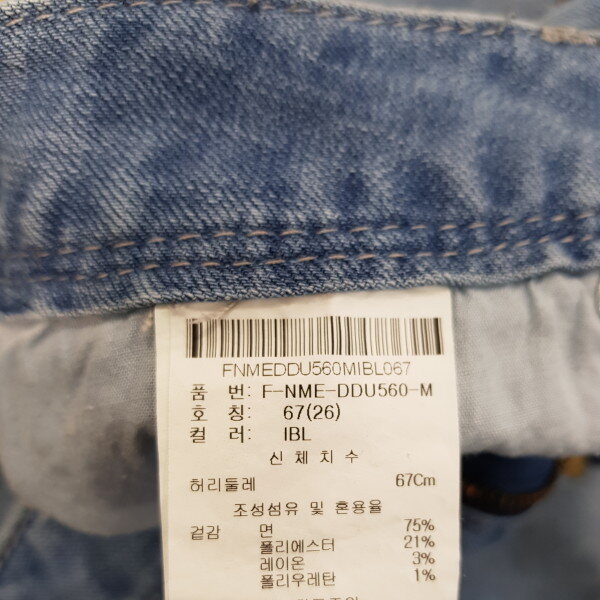 FNMEDDU560MIBL067
품 번: F-NME-DDU560-M
호 칭: 67(26)
컬 러: IBL
신 체 치 수
허리둘레 67Cm
조성섬유 및 혼용율
겉감 면 75%
폴리에스터 21%
레이온 3%
폴리우레탄 1%